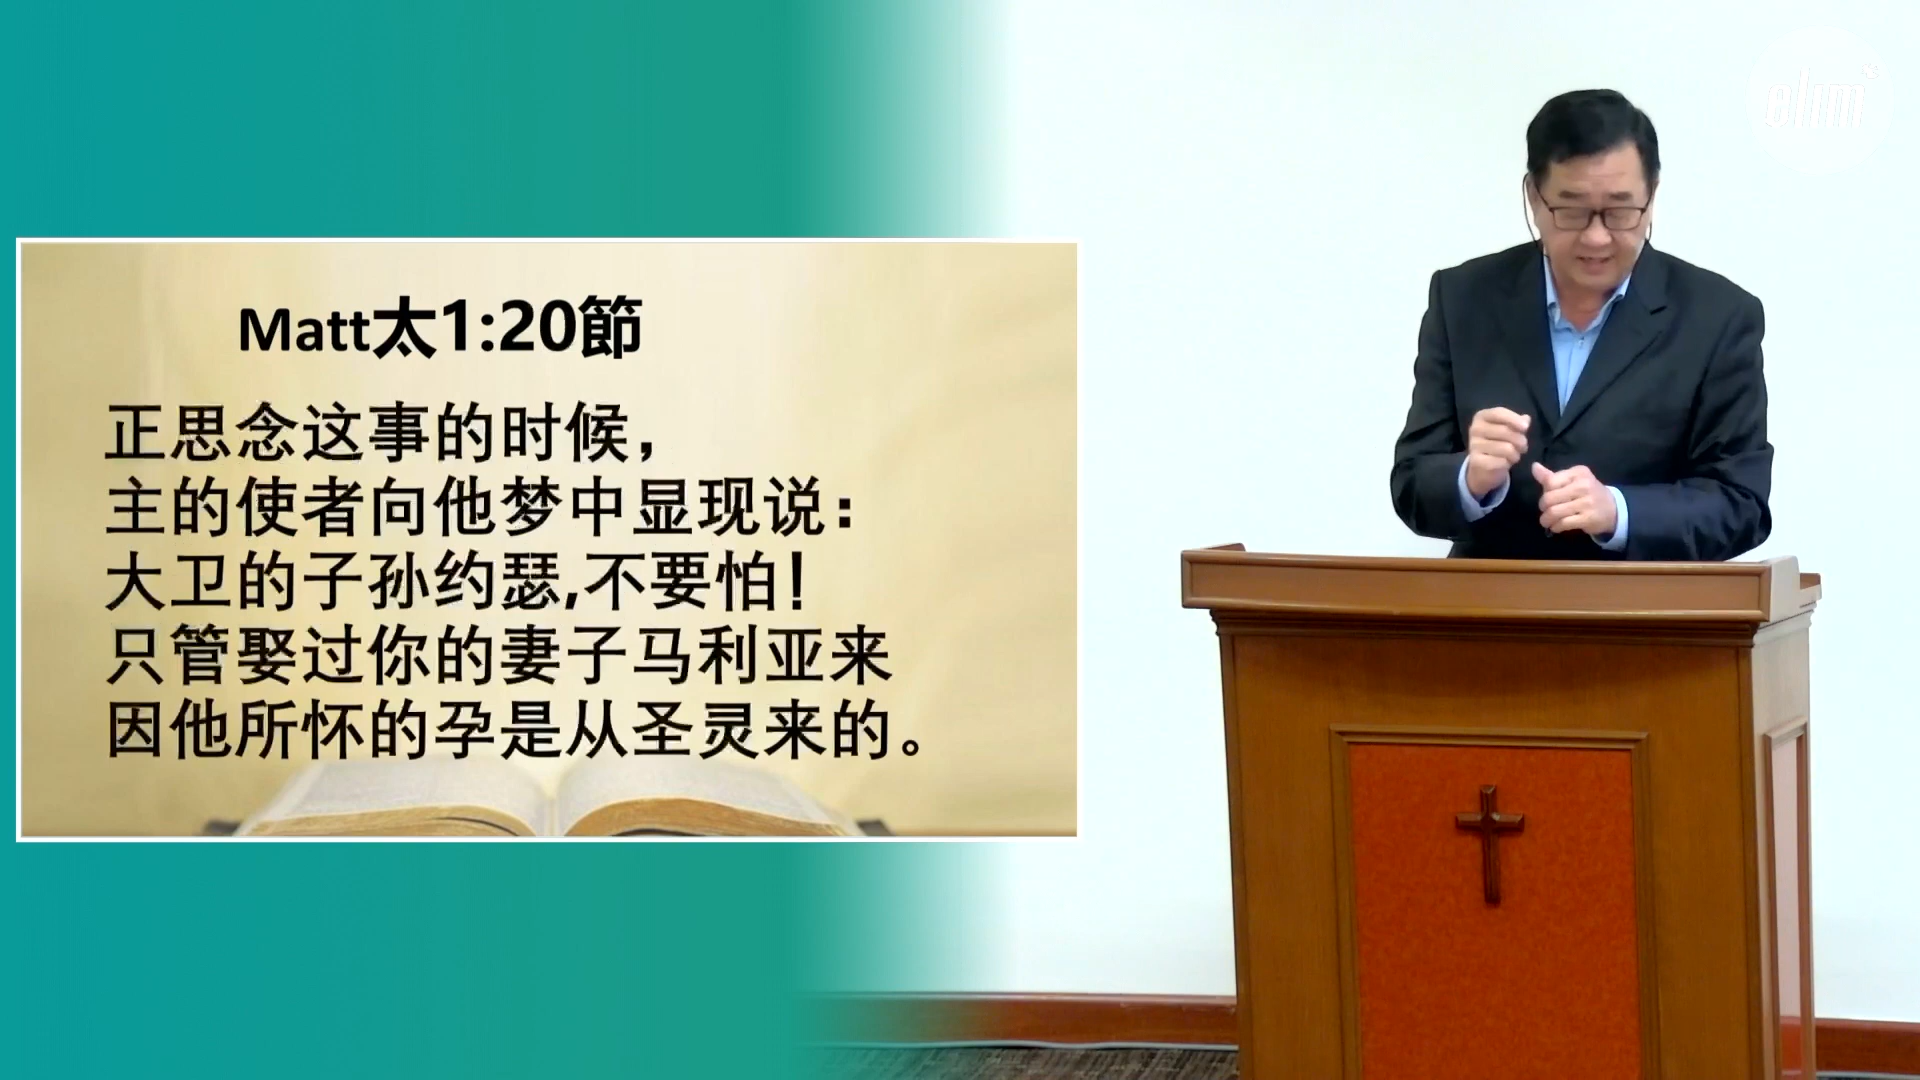 elim
Matt太1:20節
正思念这事的时候，
主的使者向他梦中显现说：
大卫的子孙约瑟,不要怕！
只管娶过你的妻子马利亚来
因他所怀的孕是从圣灵来的。